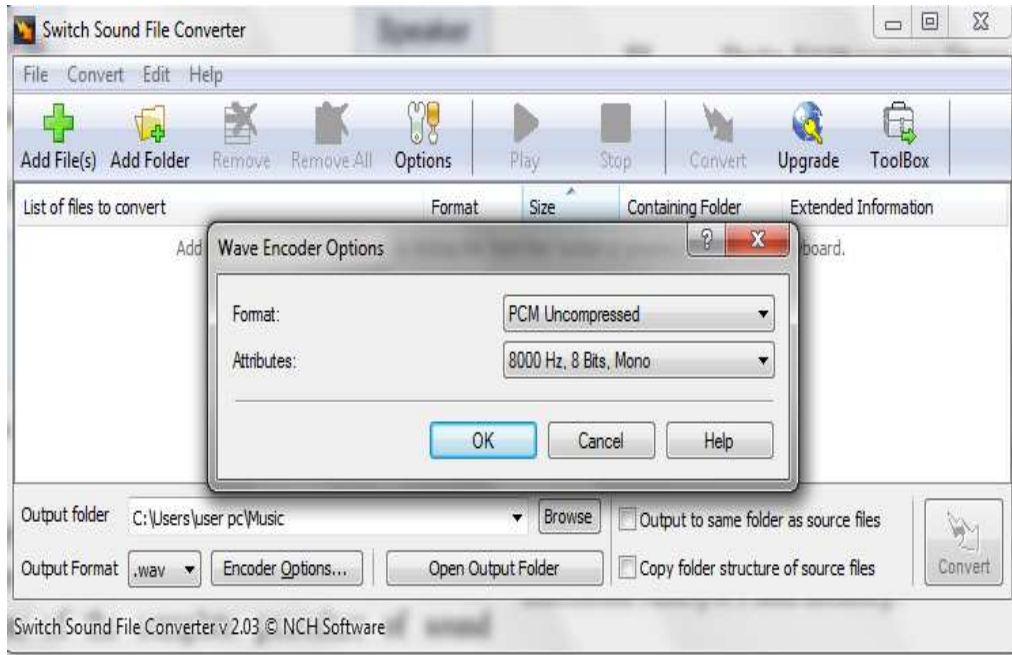 Switch Sound File Converter
Speaker
File Convert Edit Help
Add File(s) Add Folder Remove Remove All Options Play Stop Convert Upgrade ToolBox
List of files to convert Format Size Containing Folder Extended Information
Add
Wave Encoder Options
Format: PCM Uncompressed
Attributes: 8000 Hz, 8 Bits, Mono
OK Cancel Help
Output folder C:\Users\user pc\Music Browse Output to same folder as source files
Output Format .wav Encoder Options... Open Output Folder Copy folder structure of source files Convert
Switch Sound File Converter v 2.03 © NCH Software
of sound